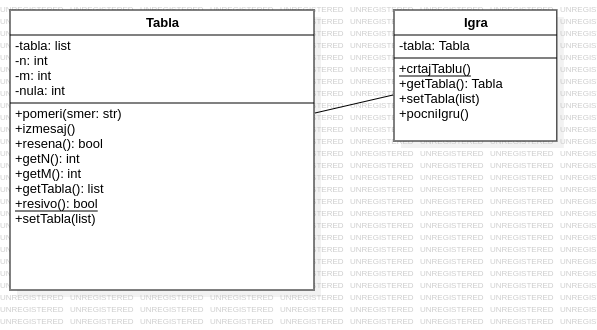 Tabla
-tabla: list
-n: int
-m: int
-nula: int
+pomeri(smer: str)
+izmesaj()
+resena(): bool
+getN(): int
+getM(): int
+getTabla(): list
+resivo(): bool
+setTabla(list)
Igra
-tabla: Tabla
+crtajTablu()
+getTabla(): Tabla
+setTabla(list)
+pocniIgru()